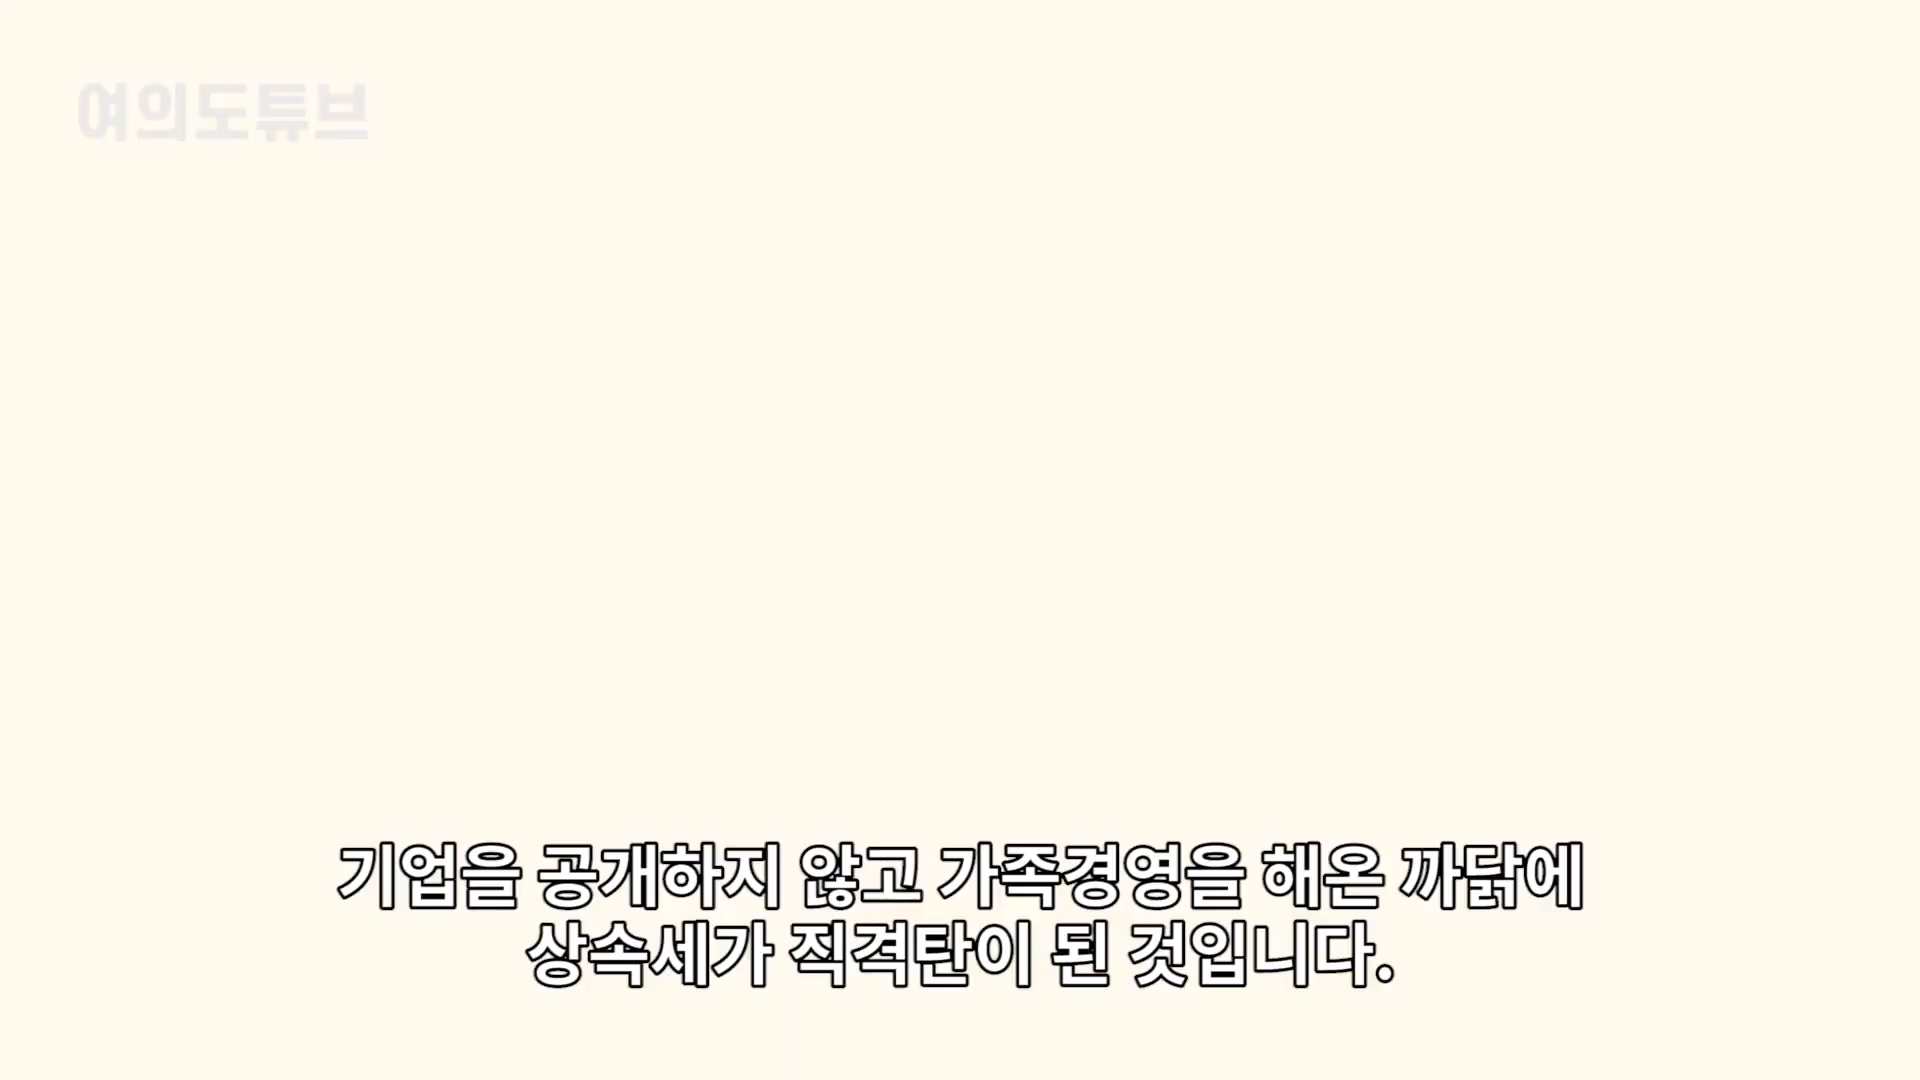 여의도튜브
기업을 공개하지 않고 가족경영을 해온 까닭에
상속세가 직격탄이 된 것입니다.